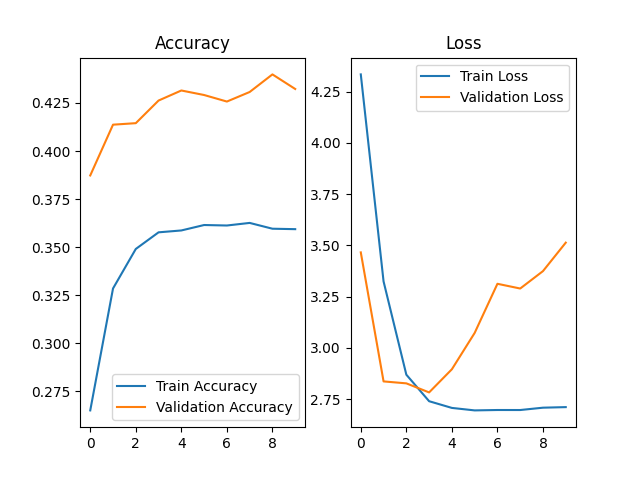 Accuracy
0.425
0.400
0.375
0.350
0.325
0.300
0.275
0 2 4 6 8
Train Accuracy
Validation Accuracy
Loss
4.25
4.00
3.75
3.50
3.25
3.00
2.75
0 2 4 6 8
Train Loss
Validation Loss